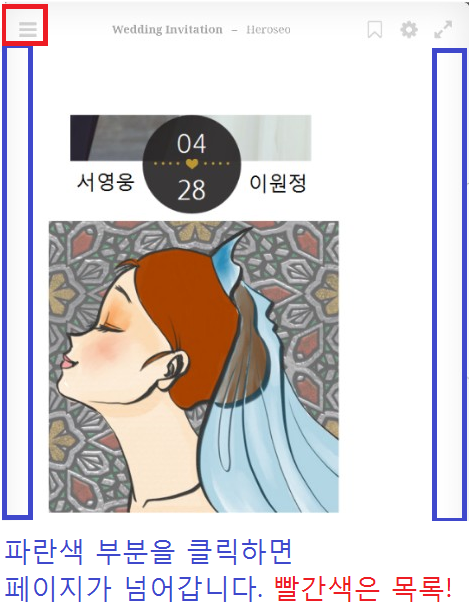 Wedding Invitation – Heroseo
04
서영웅 이원정
28
파란색 부분을 클릭하면
페이지가 넘어갑니다. 빨간색은 목록!